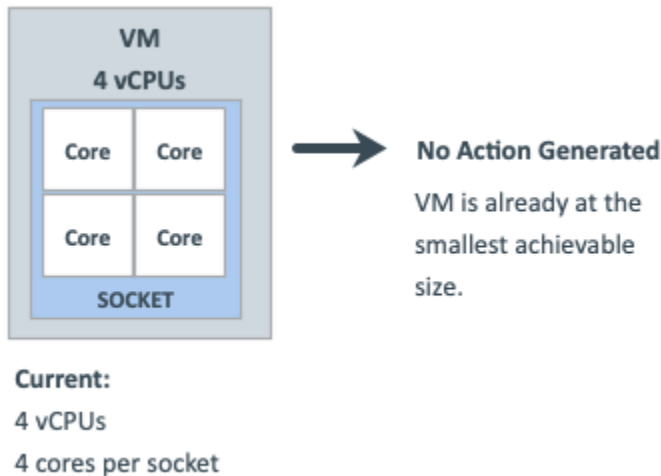 VM
4 vCPUs
Core Core
Core Core
SOCKET
No Action Generated
VM is already at the
smallest achievable
size.
Current:
4 vCPUs
4 cores per socket